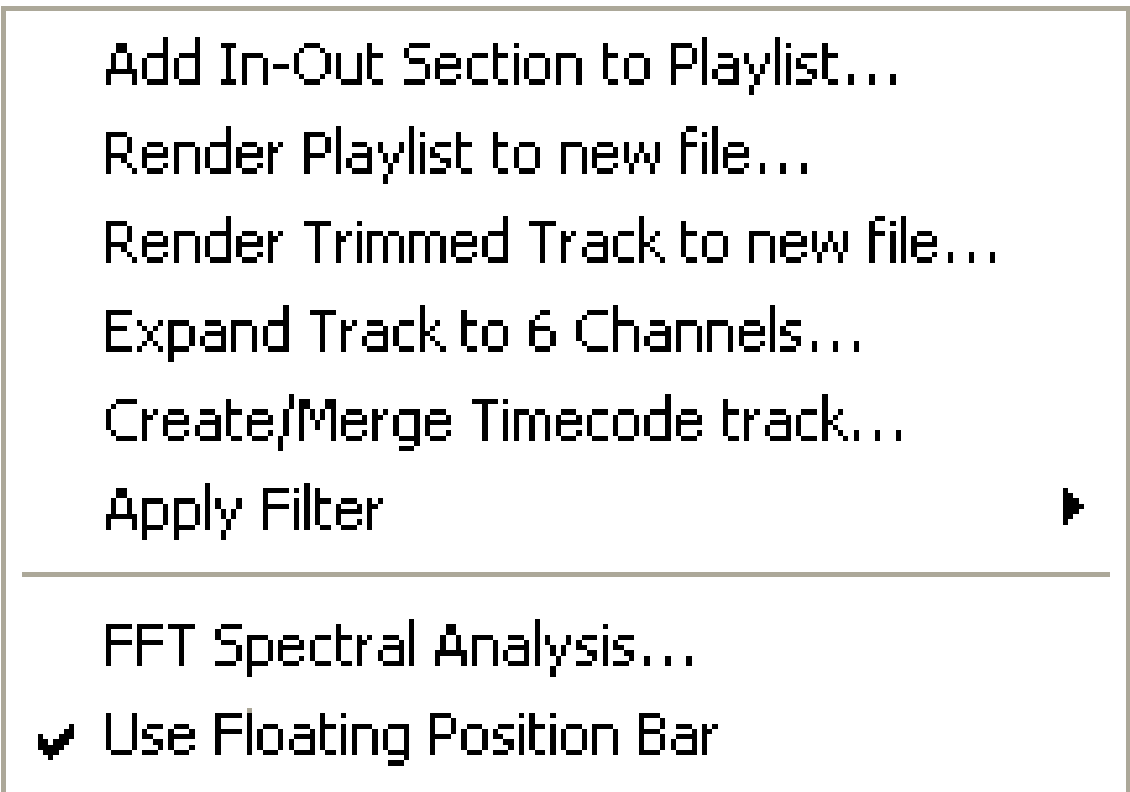 Add In-Out Section to Playlist...
Render Playlist to new file...
Render Trimmed Track to new file...
Expand Track to 6 Channels...
Create/Merge Timecode track...
Apply Filter
FFT Spectral Analysis...
Use Floating Position Bar